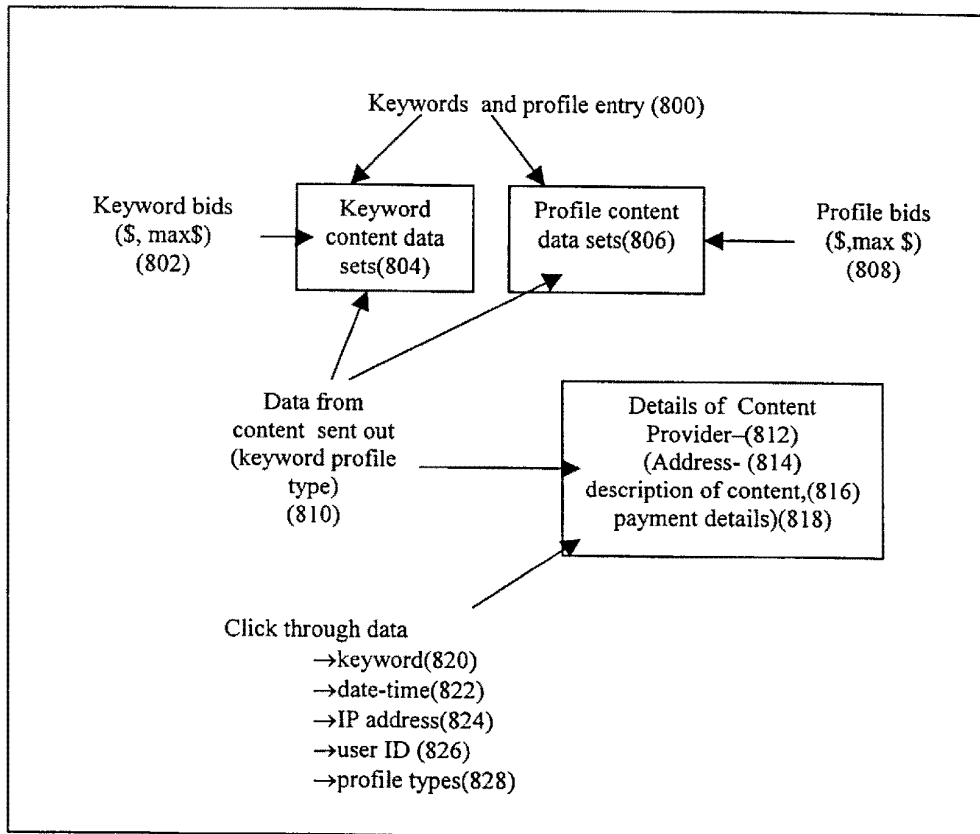 Keywords and profile entry (800)
Keyword bids
($, max$)
(802)
Keyword
content data
sets(804)
Profile content
data sets(806)
Profile bids
($,max $)
(808)
Data from
content sent out
(keyword profile
type)
(810)
Details of Content
Provider–(812)
(Address- (814)
description of content,(816)
payment details)(818)
Click through data
→keyword(820)
→date-time(822)
→IP address(824)
→user ID (826)
→profile types(828)